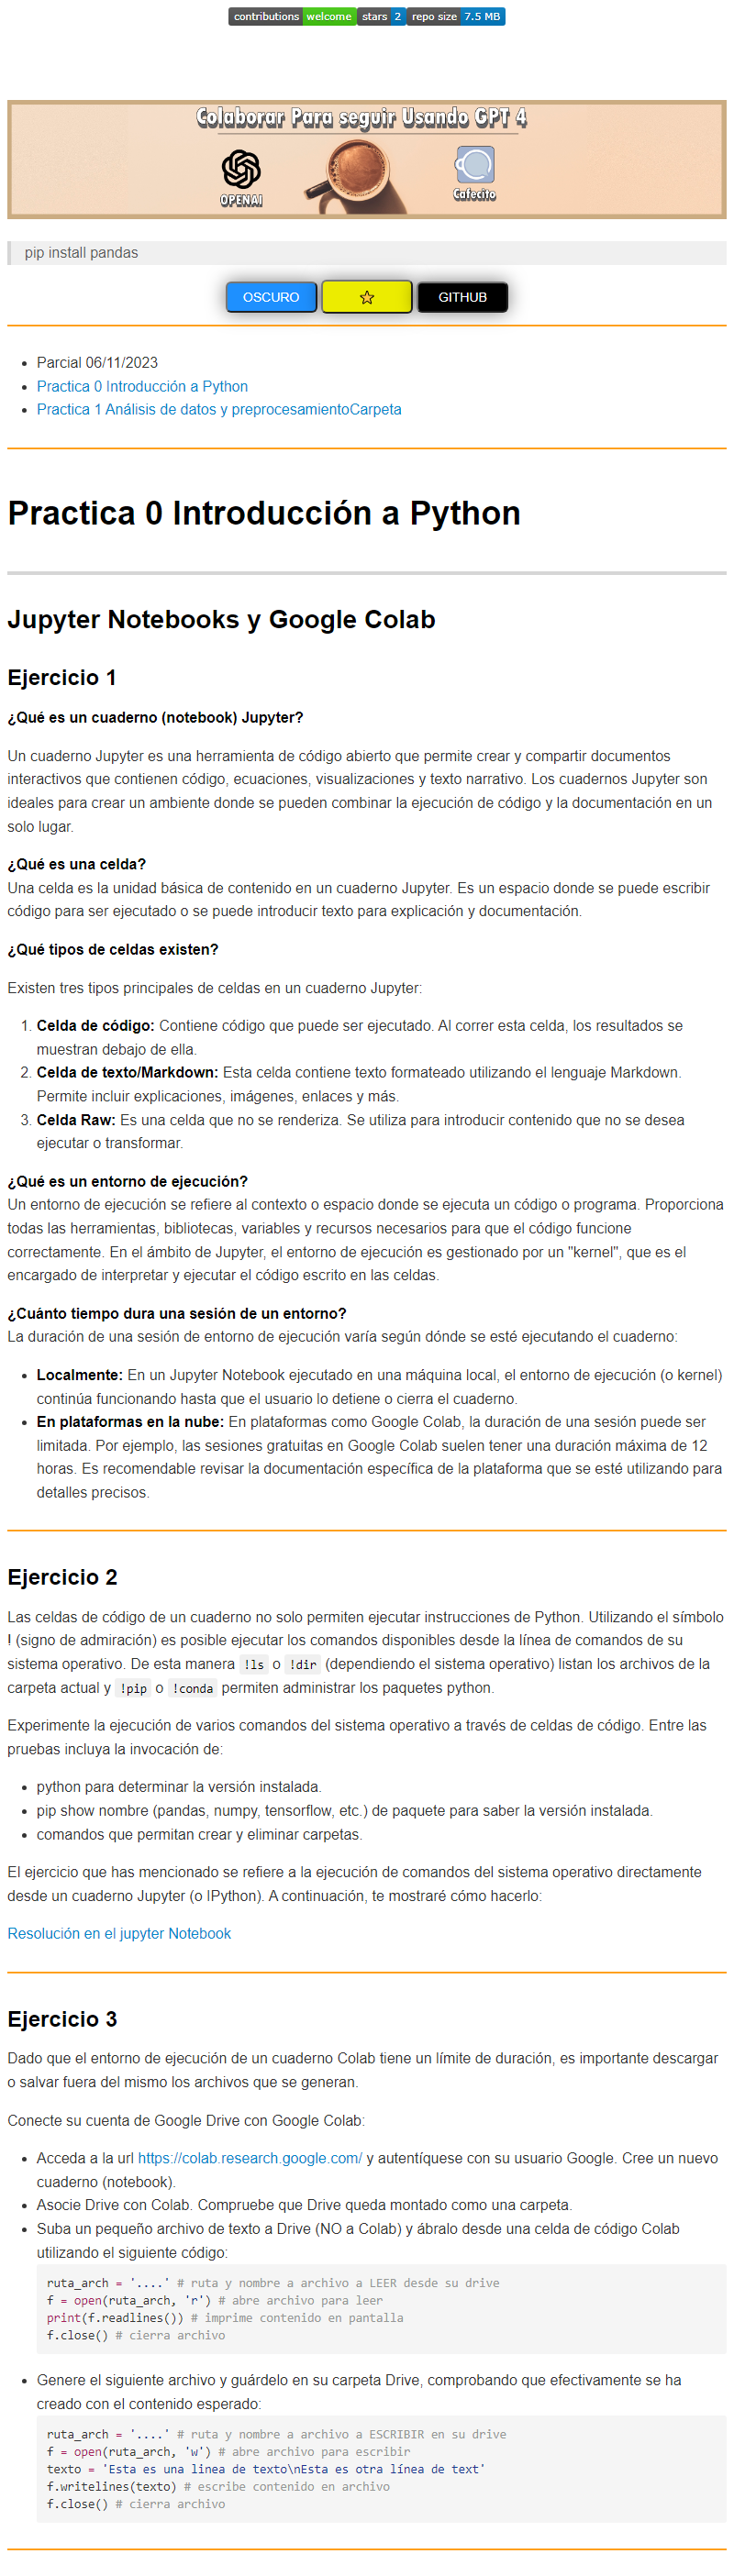 contributions welcome stars 2 repo size 7.5 MB
Colaborar Para seguir Usando GPT 4
OPENAI
Cafecito
pip install pandas
OSCURO ☆ GITHUB
Parcial 06/11/2023
Practica 0 Introducción a Python
Practica 1 Análisis de datos y preprocesamientoCarpeta
Practica 0 Introducción a Python
Jupyter Notebooks y Google Colab
Ejercicio 1
¿Qué es un cuaderno (notebook) Jupyter?
Un cuaderno Jupyter es una herramienta de código abierto que permite crear y compartir documentos
interactivos que contienen código, ecuaciones, visualizaciones y texto narrativo. Los cuadernos Jupyter son
ideales para crear un ambiente donde se pueden combinar la ejecución de código y la documentación en un
solo lugar.
¿Qué es una celda?
Una celda es la unidad básica de contenido en un cuaderno Jupyter. Es un espacio donde se puede escribir
código para ser ejecutado o se puede introducir texto para explicación y documentación.
¿Qué tipos de celdas existen?
Existen tres tipos principales de celdas en un cuaderno Jupyter:
1. Celda de código: Contiene código que puede ser ejecutado. Al correr esta celda, los resultados se
muestran debajo de ella.
2. Celda de texto/Markdown: Esta celda contiene texto formateado utilizando el lenguaje Markdown.
Permite incluir explicaciones, imágenes, enlaces y más.
3. Celda Raw: Es una celda que no se renderiza. Se utiliza para introducir contenido que no se desea
ejecutar o transformar.
¿Qué es un entorno de ejecución?
Un entorno de ejecución se refiere al contexto o espacio donde se ejecuta un código o programa. Proporciona
todas las herramientas, bibliotecas, variables y recursos necesarios para que el código funcione
correctamente. En el ámbito de Jupyter, el entorno de ejecución es gestionado por un "kernel", que es el
encargado de interpretar y ejecutar el código escrito en las celdas.
¿Cuánto tiempo dura una sesión de un entorno?
La duración de una sesión de entorno de ejecución varía según dónde se esté ejecutando el cuaderno:
Localmente: En un Jupyter Notebook ejecutado en una máquina local, el entorno de ejecución (o kernel)
continúa funcionando hasta que el usuario lo detiene o cierra el cuaderno.
En plataformas en la nube: En plataformas como Google Colab, la duración de una sesión puede ser
limitada. Por ejemplo, las sesiones gratuitas en Google Colab suelen tener una duración máxima de 12
horas. Es recomendable revisar la documentación específica de la plataforma que se esté utilizando para
detalles precisos.
Ejercicio 2
Las celdas de código de un cuaderno no solo permiten ejecutar instrucciones de Python. Utilizando el símbolo
! (signo de admiración) es posible ejecutar los comandos disponibles desde la línea de comandos de su
sistema operativo. De esta manera !ls o !dir (dependiendo el sistema operativo) listan los archivos de la
carpeta actual y !pip o !conda permiten administrar los paquetes python.
Experimente la ejecución de varios comandos del sistema operativo a través de celdas de código. Entre las
pruebas incluya la invocación de:
python para determinar la versión instalada.
pip show nombre (pandas, numpy, tensorflow, etc.) de paquete para saber la versión instalada.
comandos que permitan crear y eliminar carpetas.
El ejercicio que has mencionado se refiere a la ejecución de comandos del sistema operativo directamente
desde un cuaderno Jupyter (o IPython). A continuación, te mostraré cómo hacerlo:
Resolución en el jupyter Notebook
Ejercicio 3
Dado que el entorno de ejecución de un cuaderno Colab tiene un límite de duración, es importante descargar
o salvar fuera del mismo los archivos que se generan.
Conecte su cuenta de Google Drive con Google Colab:
Acceda a la url https://colab.research.google.com/ y autentíquese con su usuario Google. Cree un nuevo
cuaderno (notebook).
Asocie Drive con Colab. Compruebe que Drive queda montado como una carpeta.
Suba un pequeño archivo de texto a Drive (NO a Colab) y ábralo desde una celda de código Colab
utilizando el siguiente código:
ruta_arch = '....' # ruta y nombre a archivo a LEER desde su drive
f = open(ruta_arch, 'r') # abre archivo para leer
print(f.readlines()) # imprime contenido en pantalla
f.close() # cierra archivo
Genere el siguiente archivo y guárdelo en su carpeta Drive, comprobando que efectivamente se ha
creado con el contenido esperado:
ruta_arch = '....' # ruta y nombre a archivo a ESCRIBIR en su drive
f = open(ruta_arch, 'w') # abre archivo para escribir
texto = 'Esta es una linea de texto\nEsta es otra línea de text'
f.writelines(texto) # escribe contenido en archivo
f.close() # cierra archivo